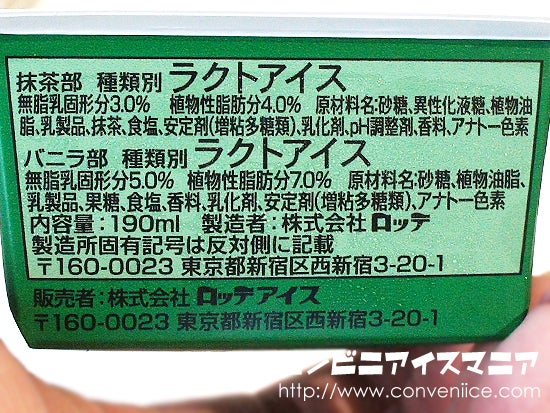 抹茶部 種類別 ラクトアイス
無脂乳固形分3.0% 植物性脂肪分4.0% 原材料名:砂糖、異性化液糖、植物油
脂、乳製品、抹茶、食塩、安定剤(増粘多糖類)、乳化剤、pH調整剤、香料、アナトー色素
バニラ部 種類別 ラクトアイス
無脂乳固形分5.0% 植物性脂肪分7.0% 原材料名:砂糖、植物油脂、
乳製品、果糖、食塩、香料、乳化剤、安定剤(増粘多糖類)、アナトー色素
内容量:190ml 製造者:株式会社 ロッテ
製造所固有記号は反対側に記載
〒160-0023 東京都新宿区西新宿3-20-1
販売者:株式会社 ロッテアイス
〒160-0023 東京都新宿区西新宿3-20-1
コンビニアイスマニア
http://www.conveniice.com/